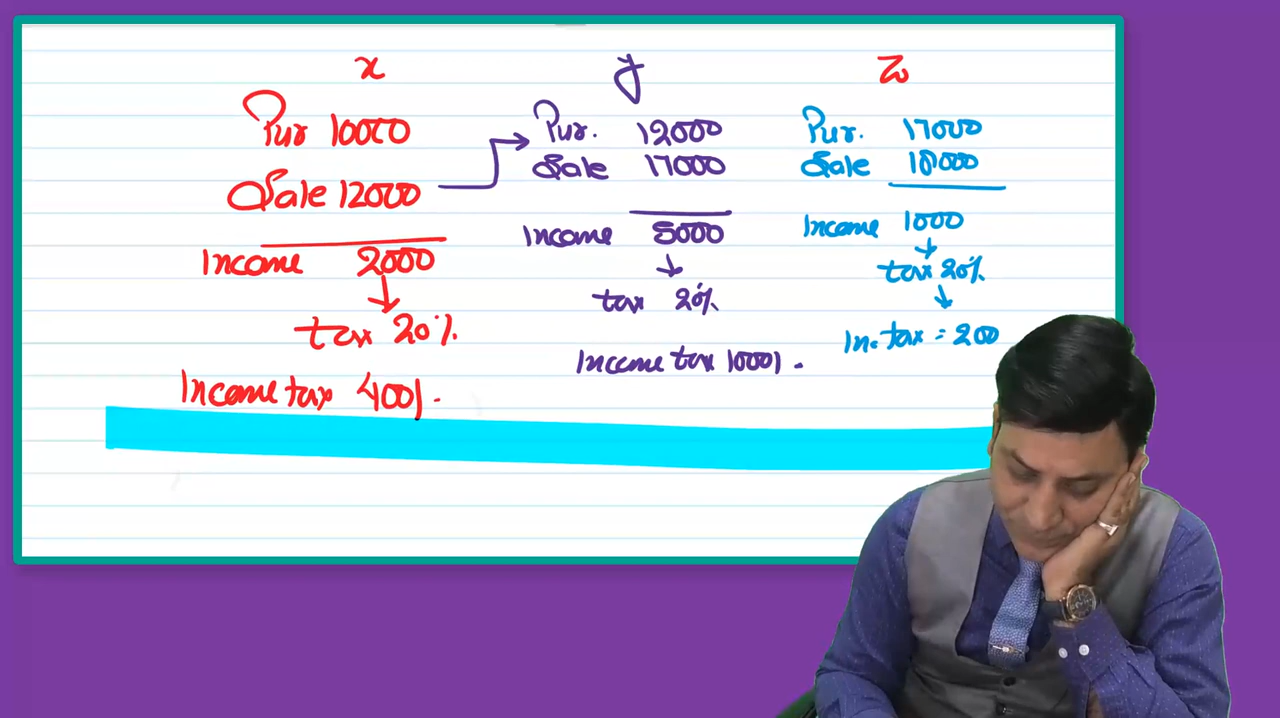 x
Pur 10000
Sale 12000
Income 2000
tax 20%.
Income tax 400/-
y
Pur. 12000
Sale 17000
Income 5000
tax 20%
Income tax 1000/-
Z
Pur. 17000
Sale 18000
Income 1000
tax 20%
In. tax = 200